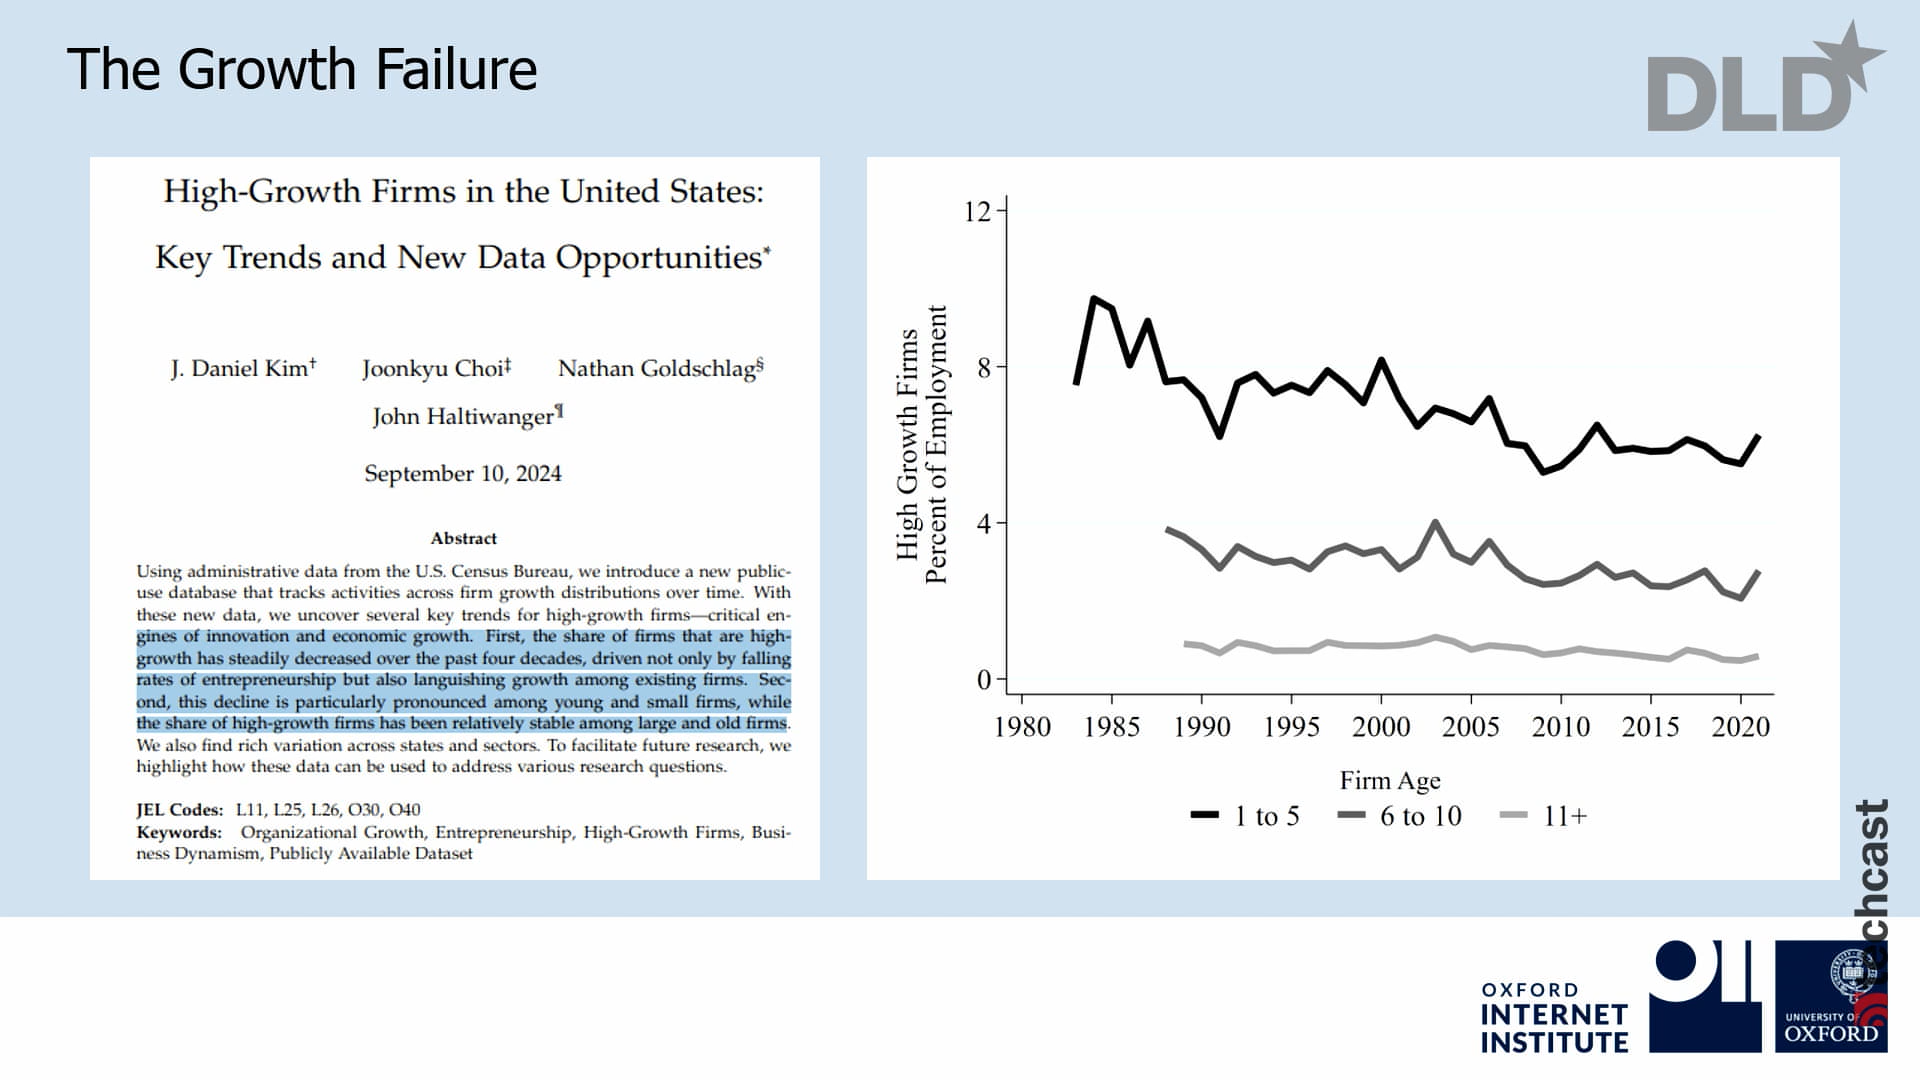 The Growth Failure
DLD
High-Growth Firms in the United States:
Key Trends and New Data Opportunities*
J. Daniel Kim† Joonkyu Choi‡ Nathan Goldschlag§
John Haltiwanger¶
September 10, 2024
Abstract
Using administrative data from the U.S. Census Bureau, we introduce a new public-
use database that tracks activities across firm growth distributions over time. With
these new data, we uncover several key trends for high-growth firms—critical en-
gines of innovation and economic growth. First, the share of firms that are high-
growth has steadily decreased over the past four decades, driven not only by falling
rates of entrepreneurship but also languishing growth among existing firms. Sec-
ond, this decline is particularly pronounced among young and small firms, while
the share of high-growth firms has been relatively stable among large and old firms.
We also find rich variation across states and sectors. To facilitate future research, we
highlight how these data can be used to address various research questions.
JEL Codes: L11, L25, L26, O30, O40
Keywords: Organizational Growth, Entrepreneurship, High-Growth Firms, Busi-
ness Dynamism, Publicly Available Dataset
High Growth Firms
Percent of Employment
12
8
4
0
1980 1985 1990 1995 2000 2005 2010 2015 2020
Firm Age
1 to 5 6 to 10 11+
techcast
OXFORD
INTERNET
INSTITUTE
OII
UNIVERSITY OF
OXFORD